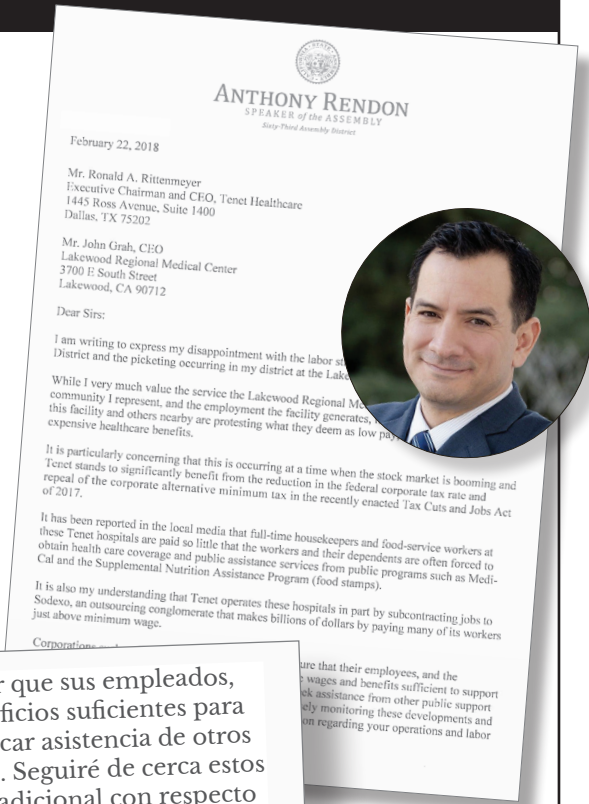 ANTHONY RENDON
SPEAKER of the ASSEMBLY
Sixty-Third Assembly District
February 22, 2018
Mr. Ronald A. Rittenmeyer
Executive Chairman and CEO, Tenet Healthcare
1445 Ross Avenue, Suite 1400
Dallas, TX 75202
Mr. John Grah, CEO
Lakewood Regional Medical Center
3700 E South Street
Lakewood, CA 90712
Dear Sirs:
I am writing to express my disappointment with the labor
District and the picketing occurring in my district at the
While I very much value the service the Lakewood Regional
community I represent, and the employment the facility generates,
this facility and others nearby are protesting what they deem as low pay,
expensive healthcare benefits.
It is particularly concerning that this is occurring at a time when the stock market is booming and
Tenet stands to significantly benefit from the reduction in the federal corporate tax rate and
repeal of the corporate alternative minimum tax in the recently enacted Tax Cuts and Jobs Act
of 2017.
It has been reported in the local media that full-time housekeepers and food-service workers at
these Tenet hospitals are paid so little that the workers and their dependents are often forced to
obtain health care coverage and public assistance services from public programs such as Medi-
Cal and the Supplemental Nutrition Assistance Program (food stamps).
It is also my understanding that Tenet operates these hospitals in part by subcontracting jobs to
Sodexo, an outsourcing conglomerate that makes billions of dollars by paying many of its workers
just above minimum wage.
Corporations
ure that their employees, and the
wages and benefits sufficient to support
ek assistance from other public support
ely monitoring these developments and
on regarding your operations and labor
r que sus empleados,
ficios suficientes para
car asistencia de otros
. Seguiré de cerca estos
adicional con respecto